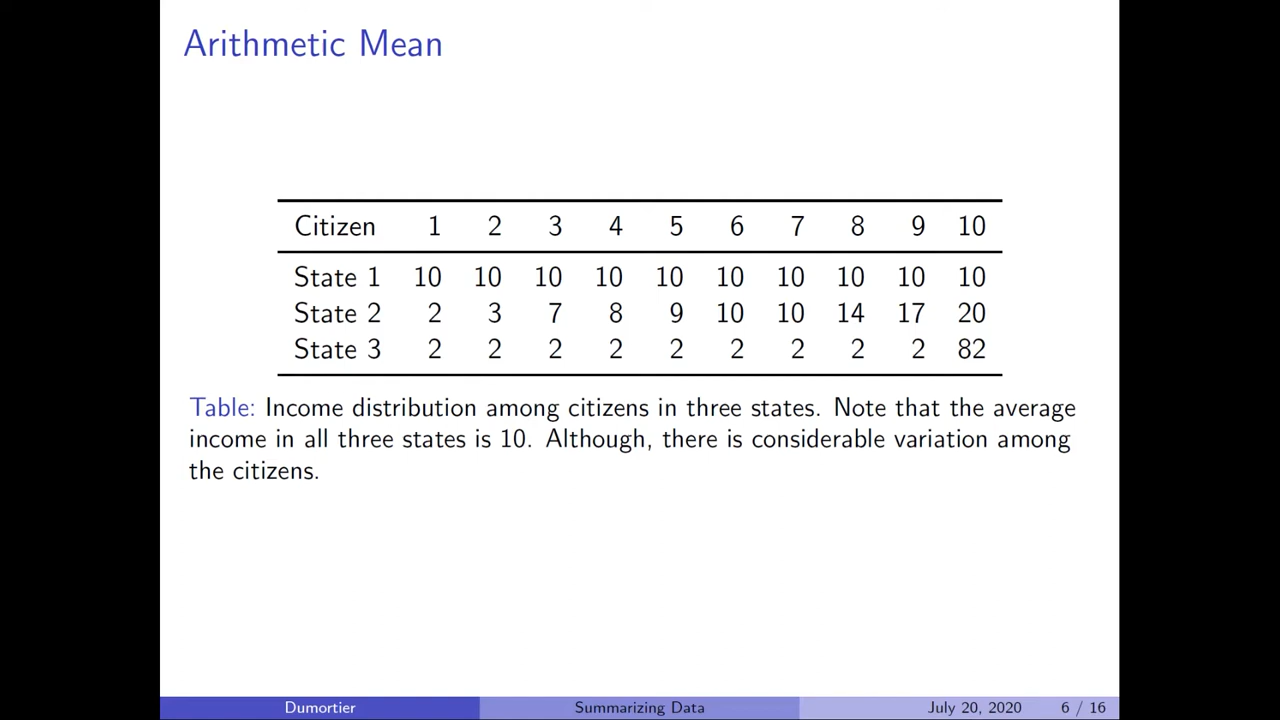 Arithmetic Mean
Citizen 1 2 3 4 5 6 7 8 9 10
State 1 10 10 10 10 10 10 10 10 10 10
State 2 2 3 7 8 9 10 10 14 17 20
State 3 2 2 2 2 2 2 2 2 2 82
Table: Income distribution among citizens in three states. Note that the average
income in all three states is 10. Although, there is considerable variation among
the citizens.
Dumortier Summarizing Data July 20, 2020 6 / 16